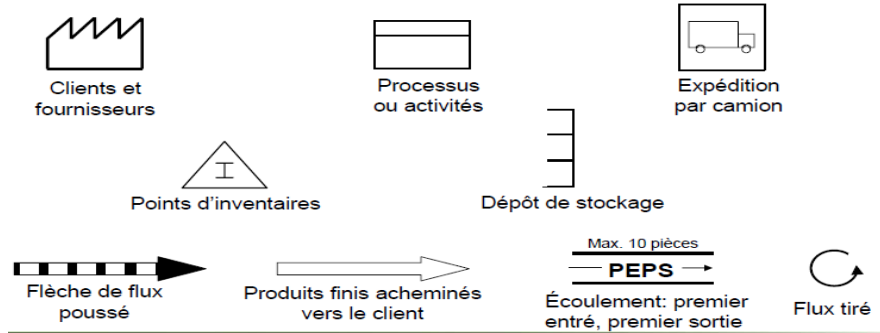 Clients et
fournisseurs
Processus
ou activités
Expédition
par camion
I
Points d'inventaires
Dépôt de stockage
Flèche de flux
poussé
Produits finis acheminés
vers le client
Max. 10 pièces
PEPS
Écoulement: premier
entré, premier sortie
Flux tiré